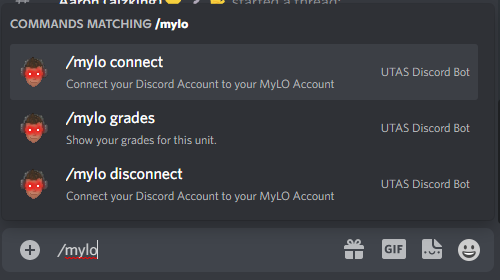 started a thread:
COMMANDS MATCHING /mylo
/mylo connect
Connect your Discord Account to your MyLO Account
UTAS Discord Bot
/mylo grades
Show your grades for this unit.
UTAS Discord Bot
/mylo disconnect
Connect your Discord Account to your MyLO Account
UTAS Discord Bot
/mylo
GIF